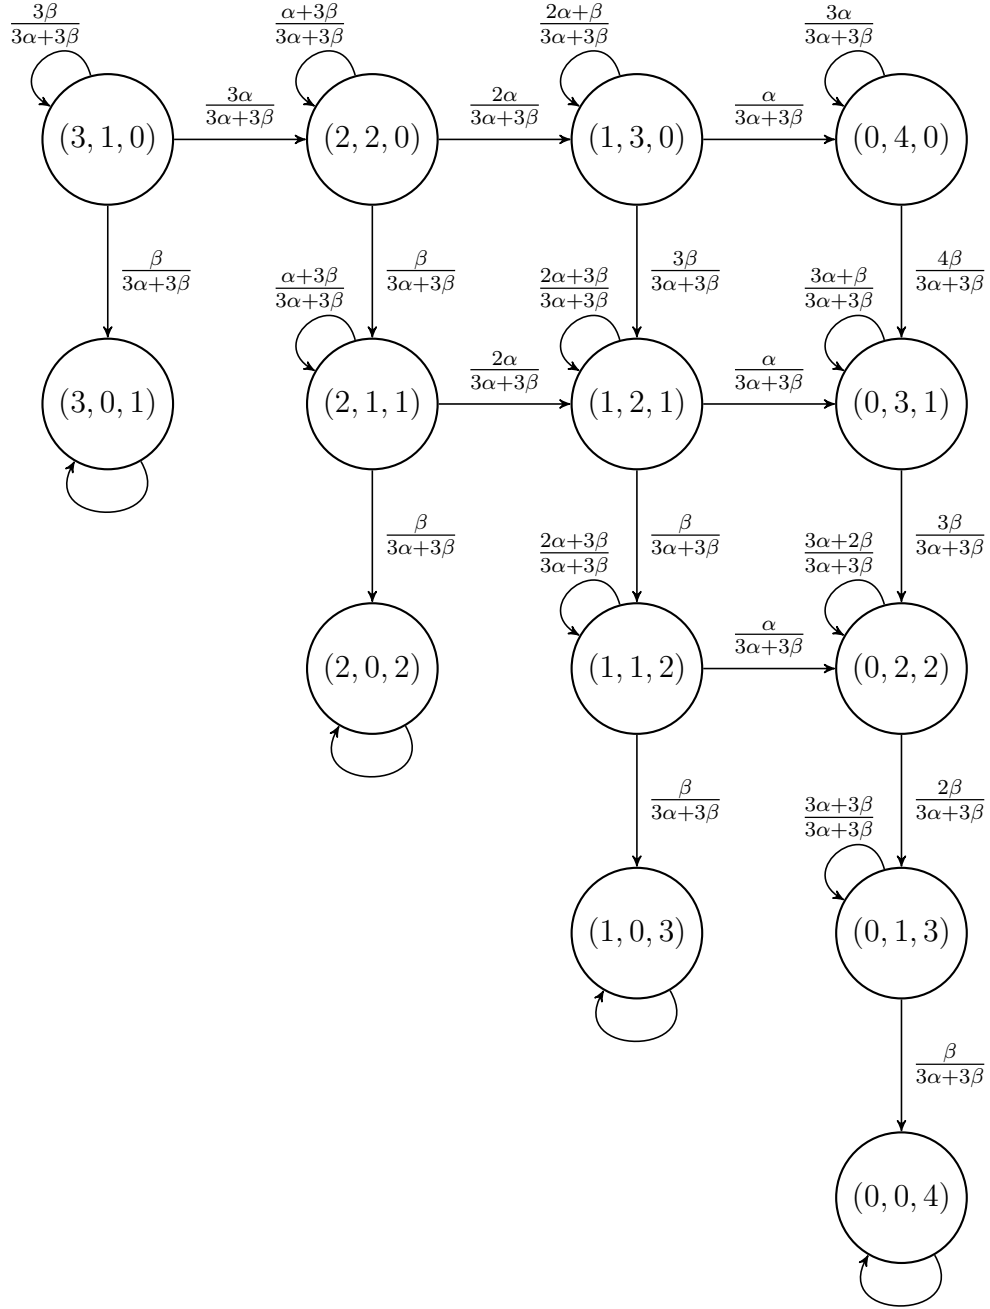 3β/3α+3β α+3β/3α+3β 2α+β/3α+3β 3α/3α+3β
(3, 1, 0) 3α/3α+3β (2, 2, 0) 2α/3α+3β (1, 3, 0) α/3α+3β (0, 4, 0)
β/3α+3β β/3α+3β 3β/3α+3β 4β/3α+3β
α+3β/3α+3β 2α+3β/3α+3β 3α+β/3α+3β
(3, 0, 1) (2, 1, 1) 2α/3α+3β (1, 2, 1) α/3α+3β (0, 3, 1)
β/3α+3β β/3α+3β 3β/3α+3β
2α+3β/3α+3β 3α+2β/3α+3β
(2, 0, 2) (1, 1, 2) α/3α+3β (0, 2, 2)
β/3α+3β 2β/3α+3β
3α+3β/3α+3β
(1, 0, 3) (0, 1, 3)
β/3α+3β
(0, 0, 4)